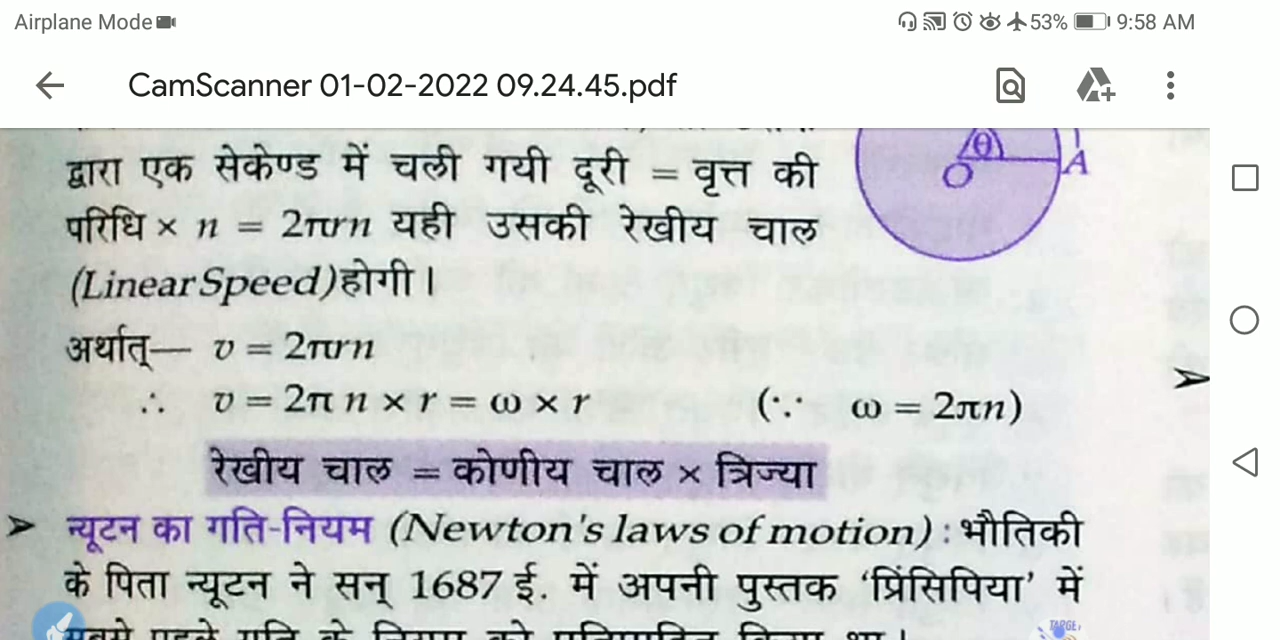 Airplane Mode
53% 9:58 AM
CamScanner 01-02-2022 09.24.45.pdf
द्वारा एक सेकेण्ड में चली गयी दूरी = वृत्त की
परिधि × n = 2πrn यही उसकी रेखीय चाल
(Linear Speed) होगी।
θ
O
A
अर्थात्— v = 2πrn
∴ v = 2π n × r = ω × r (∵ ω = 2πn)
रेखीय चाल = कोणीय चाल × त्रिज्या
➤ न्यूटन का गति-नियम (Newton's laws of motion) : भौतिकी
के पिता न्यूटन ने सन् 1687 ई. में अपनी पुस्तक ‘प्रिंसिपिया’ में